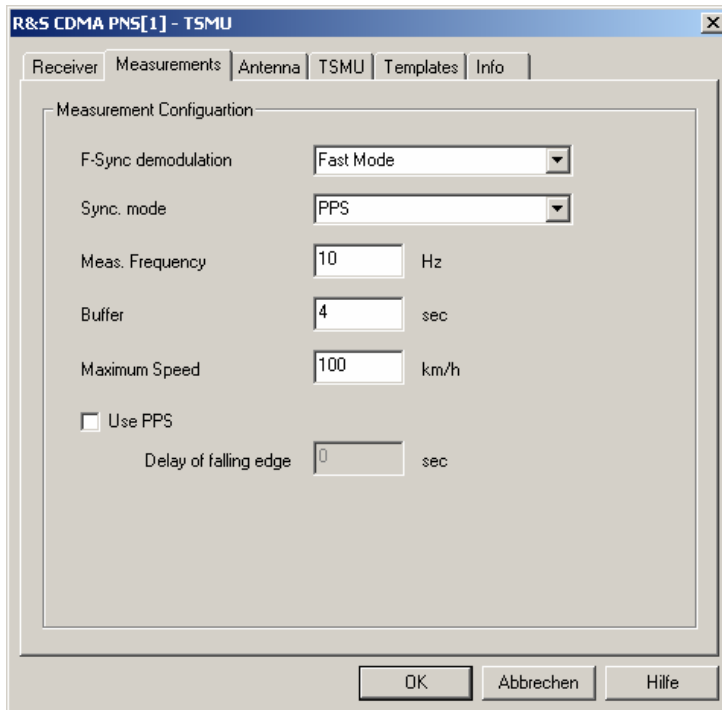 R&S CDMA PNS[1] - TSMU
Receiver Measurements Antenna TSMU Templates Info
Measurement Configuartion
F-Sync demodulation Fast Mode
Sync. mode PPS
Meas. Frequency 10 Hz
Buffer 4 sec
Maximum Speed 100 km/h
Use PPS
Delay of falling edge 0 sec
OK Abbrechen Hilfe